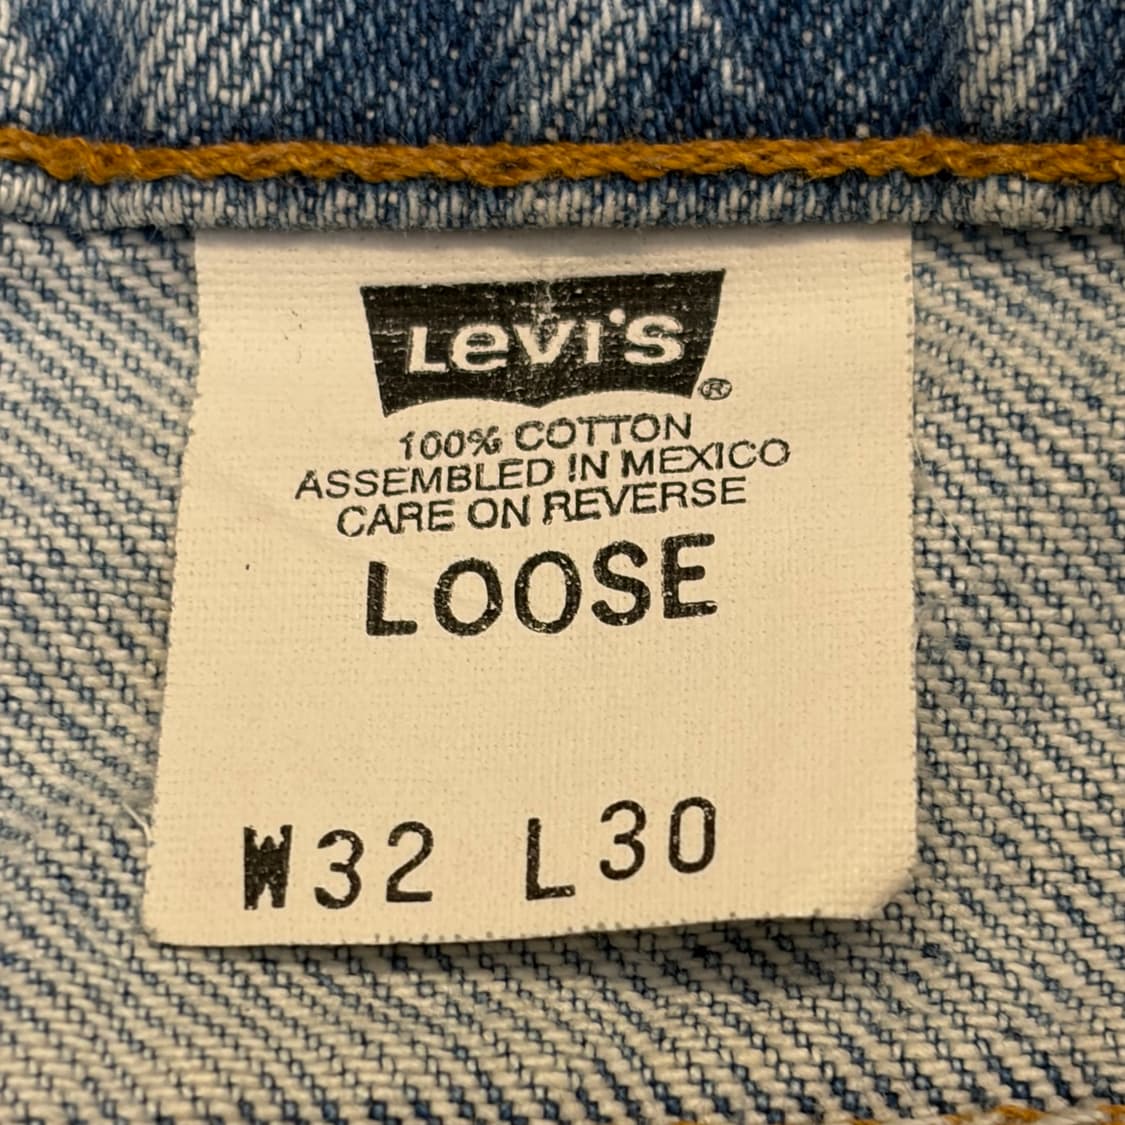 Levi's®
100% COTTON
ASSEMBLED IN MEXICO
CARE ON REVERSE
LOOSE
W32 L30